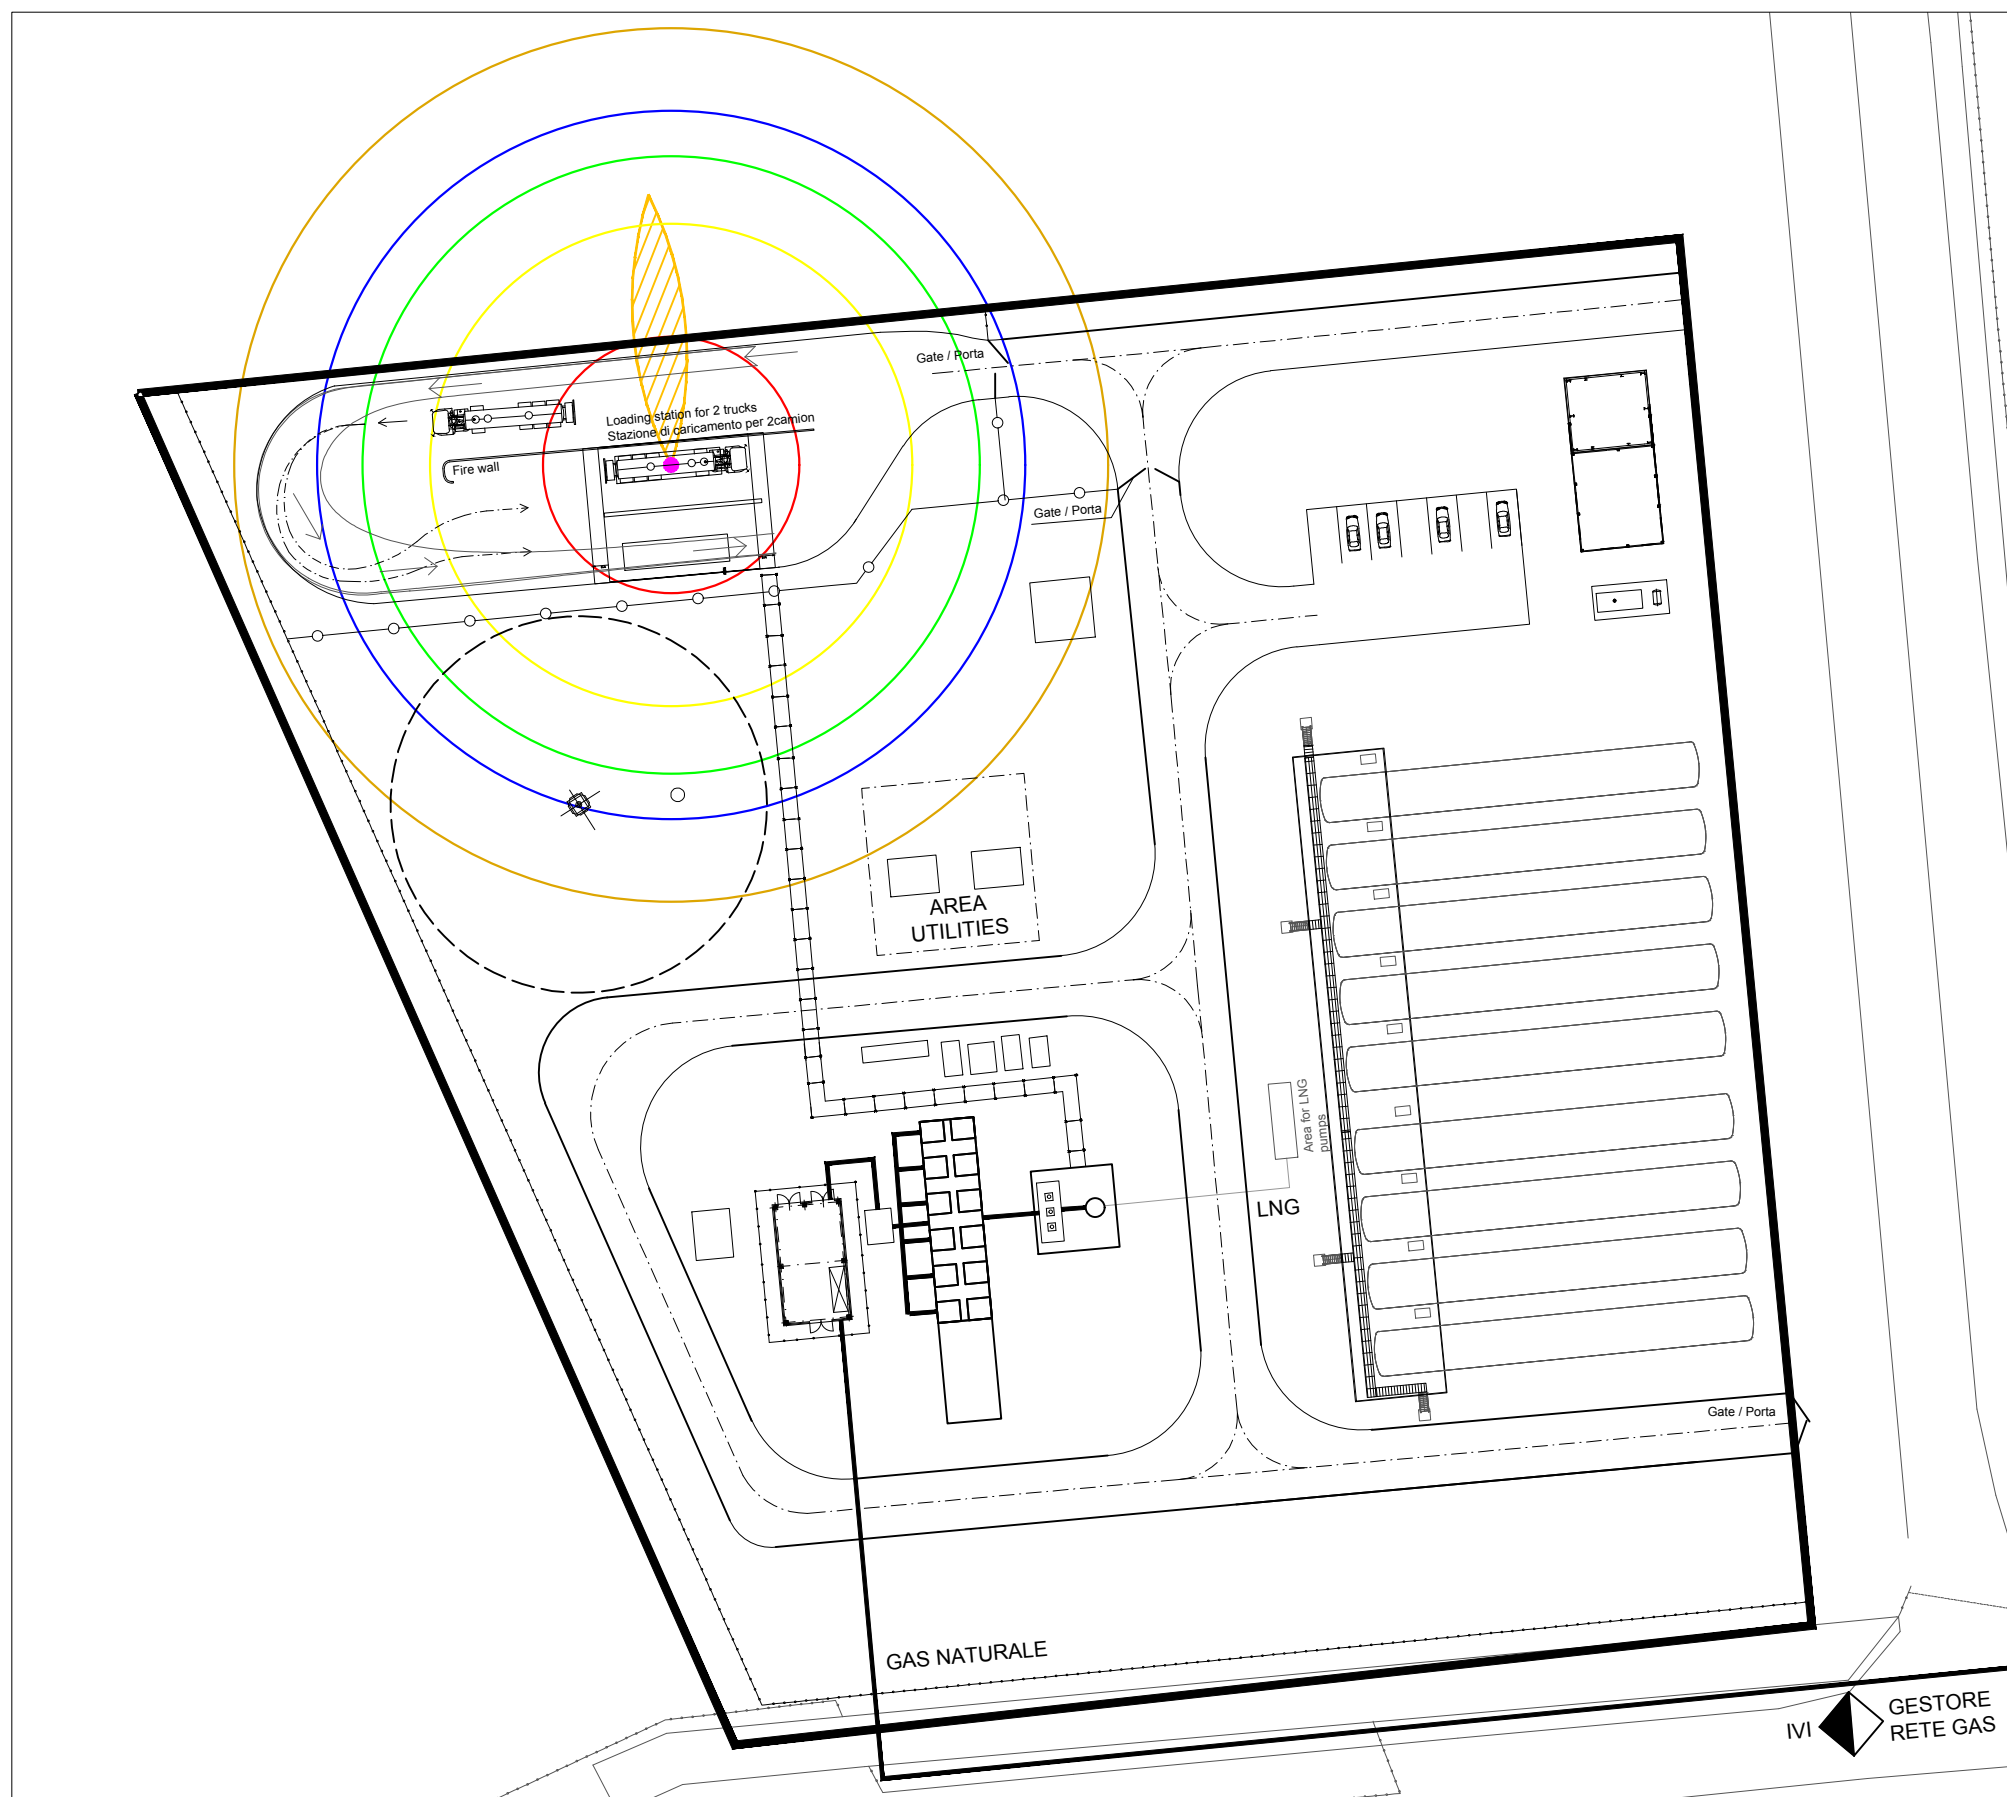 Gate / Porta
Loading station for 2 trucks
Stazione di caricamento per 2camion
Fire wall
Gate / Porta
AREA
UTILITIES
Area for LNG
pumps
LNG
Gate / Porta
GAS NATURALE
IVI
GESTORE
RETE GAS